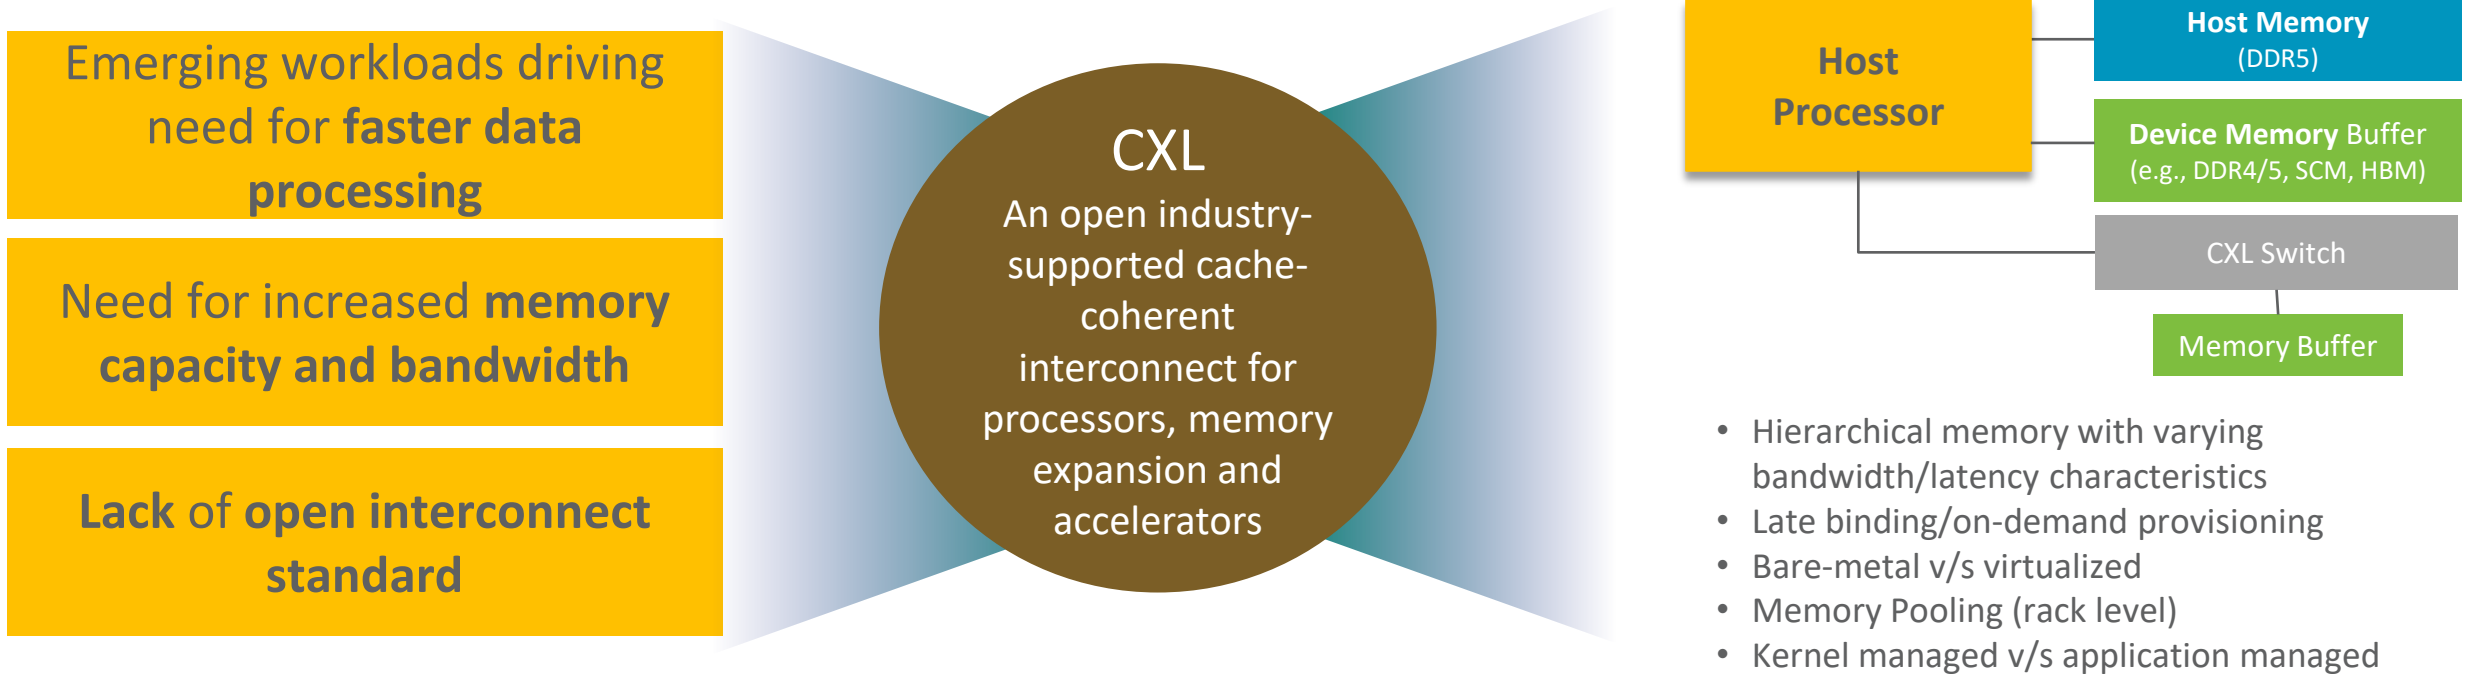 Emerging workloads driving
need for faster data
processing
Need for increased memory
capacity and bandwidth
Lack of open interconnect
standard
CXL
An open industry-
supported cache-
coherent
interconnect for
processors, memory
expansion and
accelerators
Host
Processor
Host Memory
(DDR5)
Device Memory Buffer
(e.g., DDR4/5, SCM, HBM)
CXL Switch
Memory Buffer
• Hierarchical memory with varying
bandwidth/latency characteristics
• Late binding/on-demand provisioning
• Bare-metal v/s virtualized
• Memory Pooling (rack level)
• Kernel managed v/s application managed